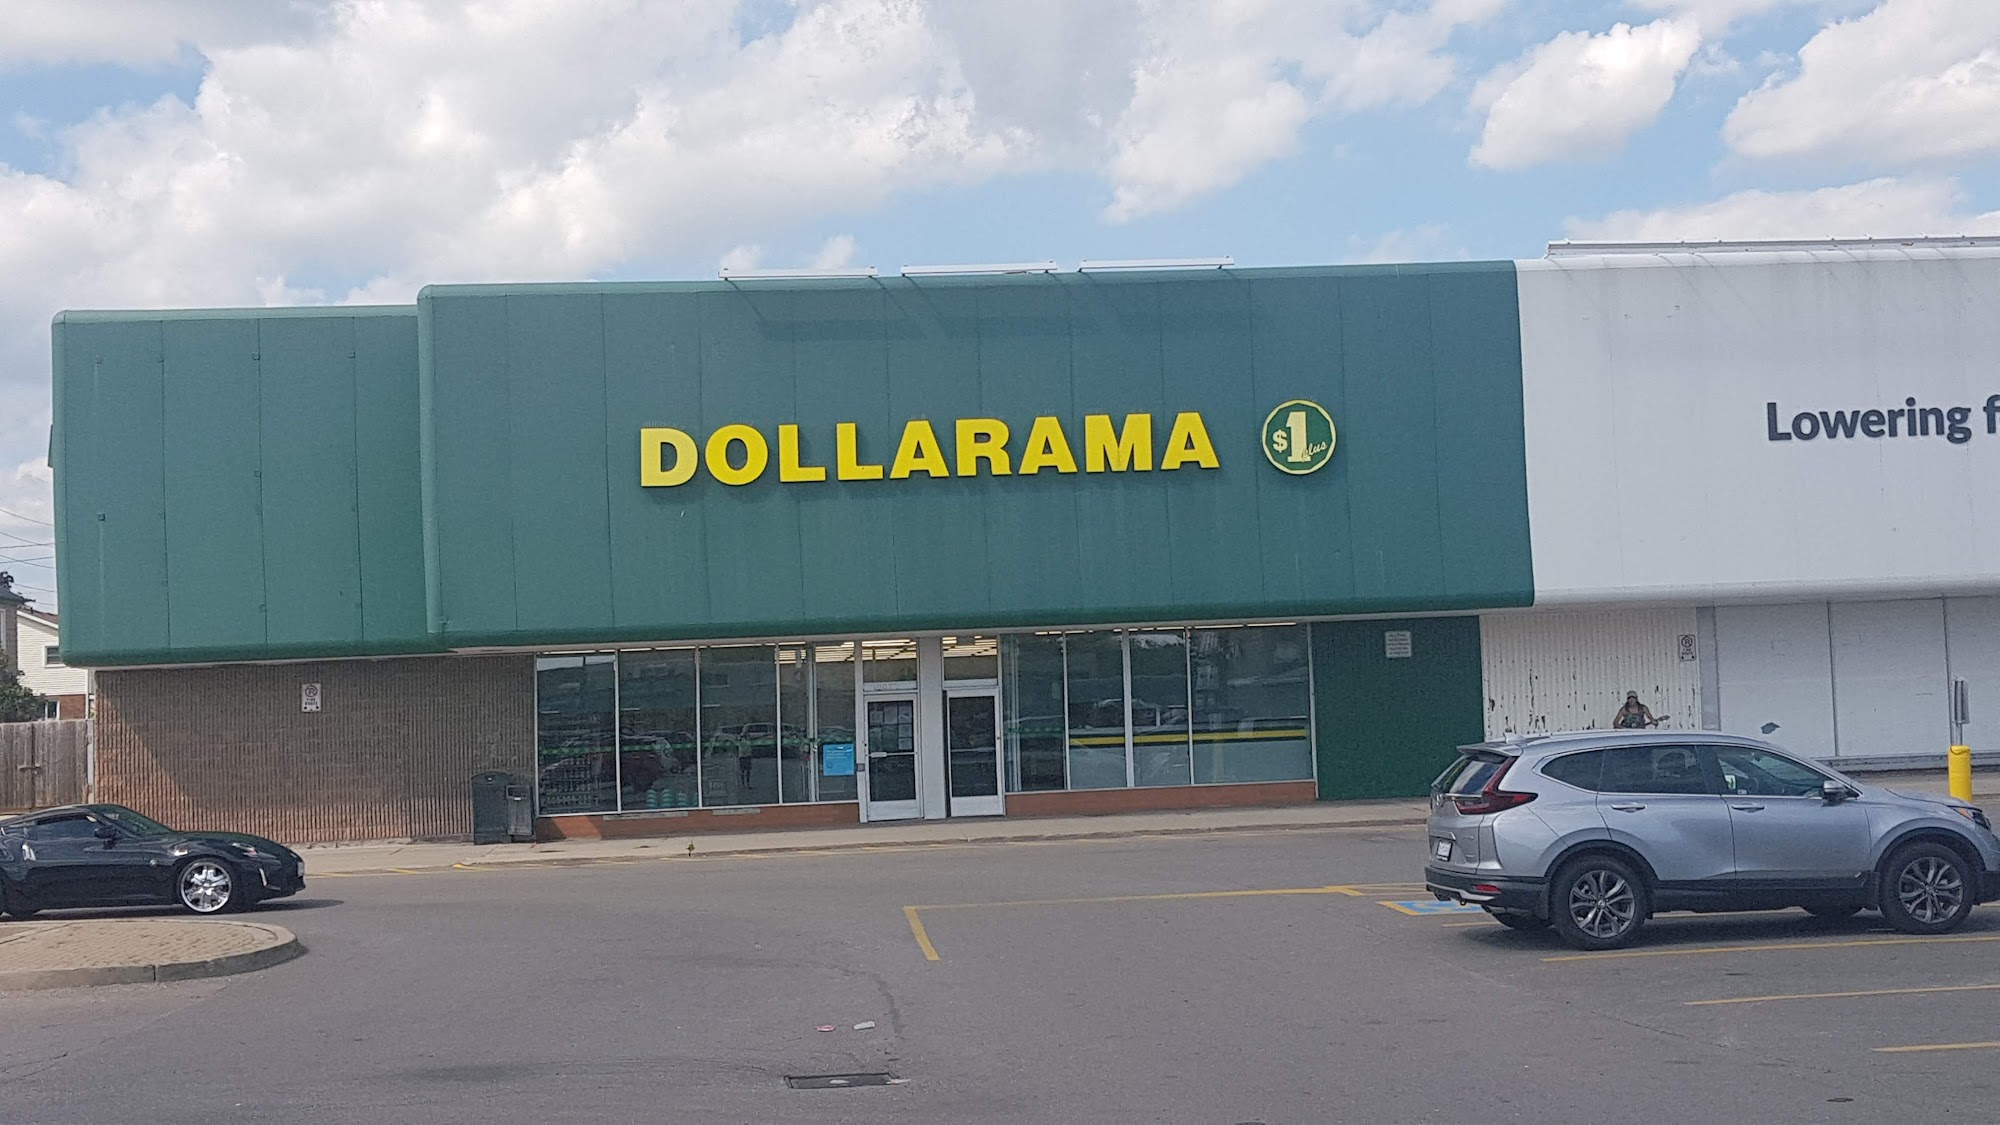 DOLLARAMA
$1 plus
Lowering f